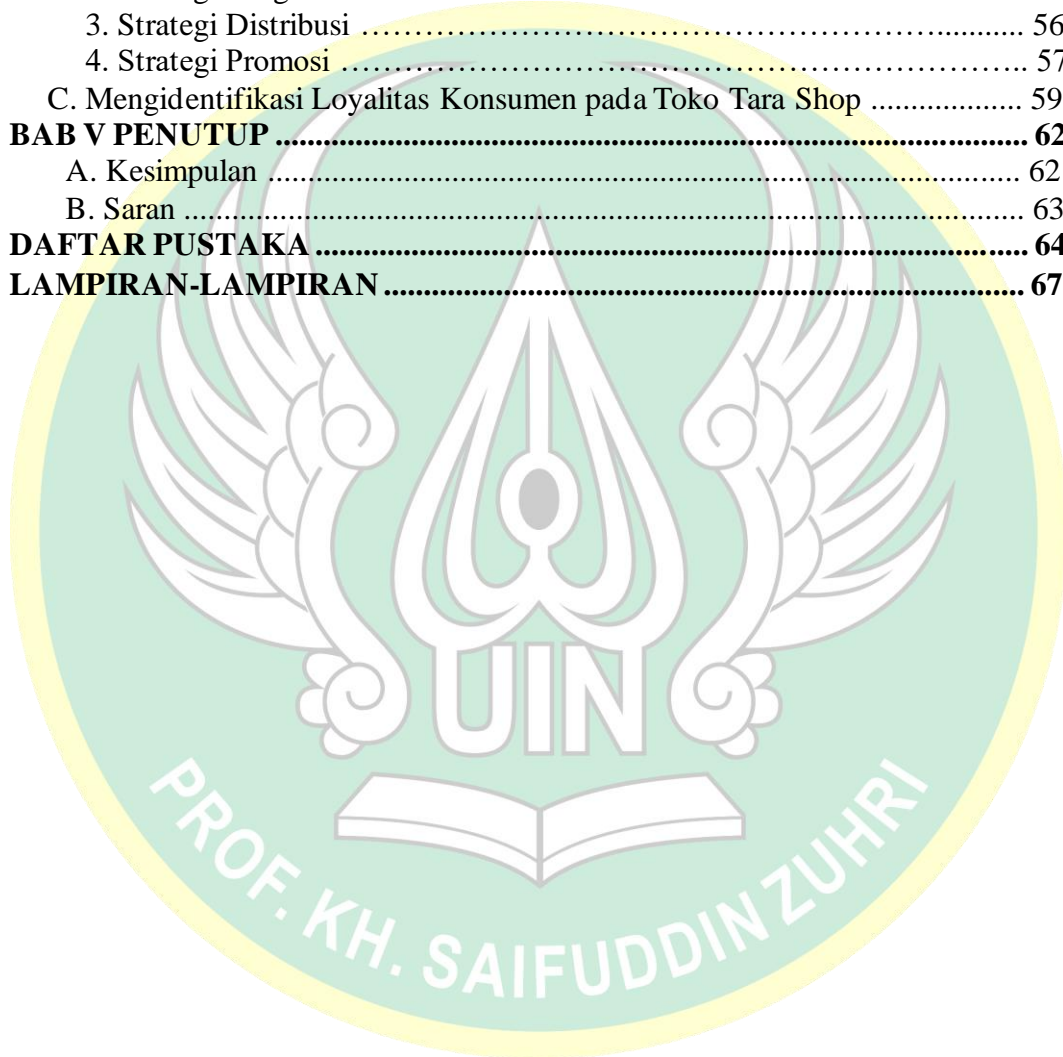 3. Strategi Distribusi ……………………………………………………............ 56
4. Strategi Promosi ……………………………………………………………. 57
C. Mengidentifikasi Loyalitas Konsumen pada Toko Tara Shop ................... 59
BAB V PENUTUP ............................................................................................... 62
A. Kesimpulan ............................................................................................... 62
B. Saran .......................................................................................................... 63
DAFTAR PUSTAKA .......................................................................................... 64
LAMPIRAN-LAMPIRAN ................................................................................. 67
UIN
PROF. KH. SAIFUDDIN ZUHRI